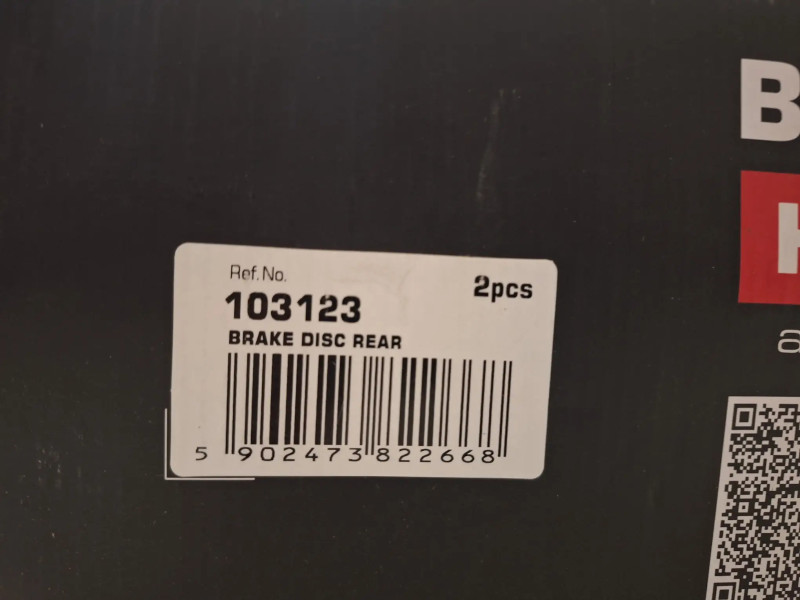 Ref. No.
2pcs
103123
BRAKE DISC REAR
5 902473 822668
B
H
a